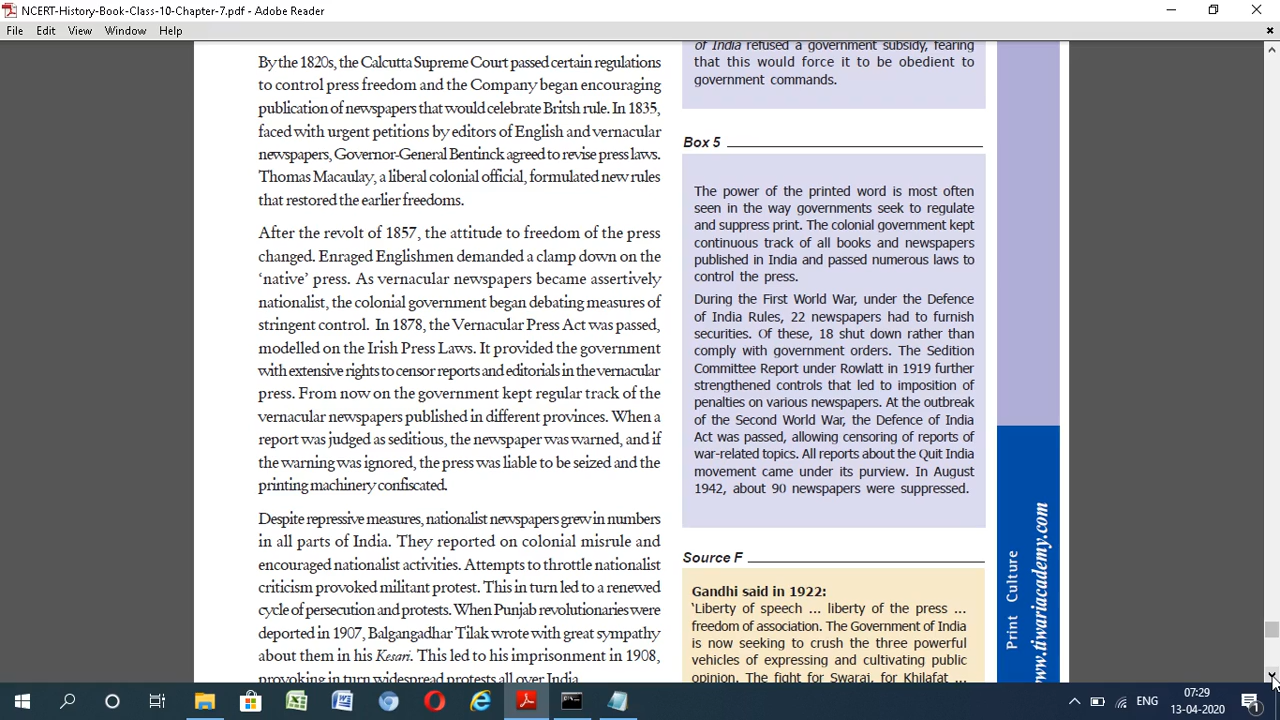 NCERT-History-Book-Class-10-Chapter-7.pdf - Adobe Reader
File Edit View Window Help
By the 1820s, the Calcutta Supreme Court passed certain regulations
to control press freedom and the Company began encouraging
publication of newspapers that would celebrate Britsh rule. In 1835,
faced with urgent petitions by editors of English and vernacular
newspapers, Governor-General Bentinck agreed to revise press laws.
Thomas Macaulay, a liberal colonial official, formulated new rules
that restored the earlier freedoms.
After the revolt of 1857, the attitude to freedom of the press
changed. Enraged Englishmen demanded a clamp down on the
‘native’ press. As vernacular newspapers became assertively
nationalist, the colonial government began debating measures of
stringent control. In 1878, the Vernacular Press Act was passed,
modelled on the Irish Press Laws. It provided the government
with extensive rights to censor reports and editorials in the vernacular
press. From now on the government kept regular track of the
vernacular newspapers published in different provinces. When a
report was judged as seditious, the newspaper was warned, and if
the warning was ignored, the press was liable to be seized and the
printing machinery confiscated.
Despite repressive measures, nationalist newspapers grew in numbers
in all parts of India. They reported on colonial misrule and
encouraged nationalist activities. Attempts to throttle nationalist
criticism provoked militant protest. This in turn led to a renewed
cycle of persecution and protests. When Punjab revolutionaries were
deported in 1907, Balgangadhar Tilak wrote with great sympathy
about them in his Kesari. This led to his imprisonment in 1908,
provoking in turn widespread protests all over India.
of India refused a government subsidy, fearing
that this would force it to be obedient to
government commands.
Box 5
The power of the printed word is most often
seen in the way governments seek to regulate
and suppress print. The colonial government kept
continuous track of all books and newspapers
published in India and passed numerous laws to
control the press.
During the First World War, under the Defence
of India Rules, 22 newspapers had to furnish
securities. Of these, 18 shut down rather than
comply with government orders. The Sedition
Committee Report under Rowlatt in 1919 further
strengthened controls that led to imposition of
penalties on various newspapers. At the outbreak
of the Second World War, the Defence of India
Act was passed, allowing censoring of reports of
war-related topics. All reports about the Quit India
movement came under its purview. In August
1942, about 90 newspapers were suppressed.
Source F
Gandhi said in 1922:
‘Liberty of speech ... liberty of the press ...
freedom of association. The Government of India
is now seeking to crush the three powerful
vehicles of expressing and cultivating public
opinion. The fight for Swaraj, for Khilafat ...
Print Culture
www.tiwariacademy.com
ENG
07:29
13-04-2020
1